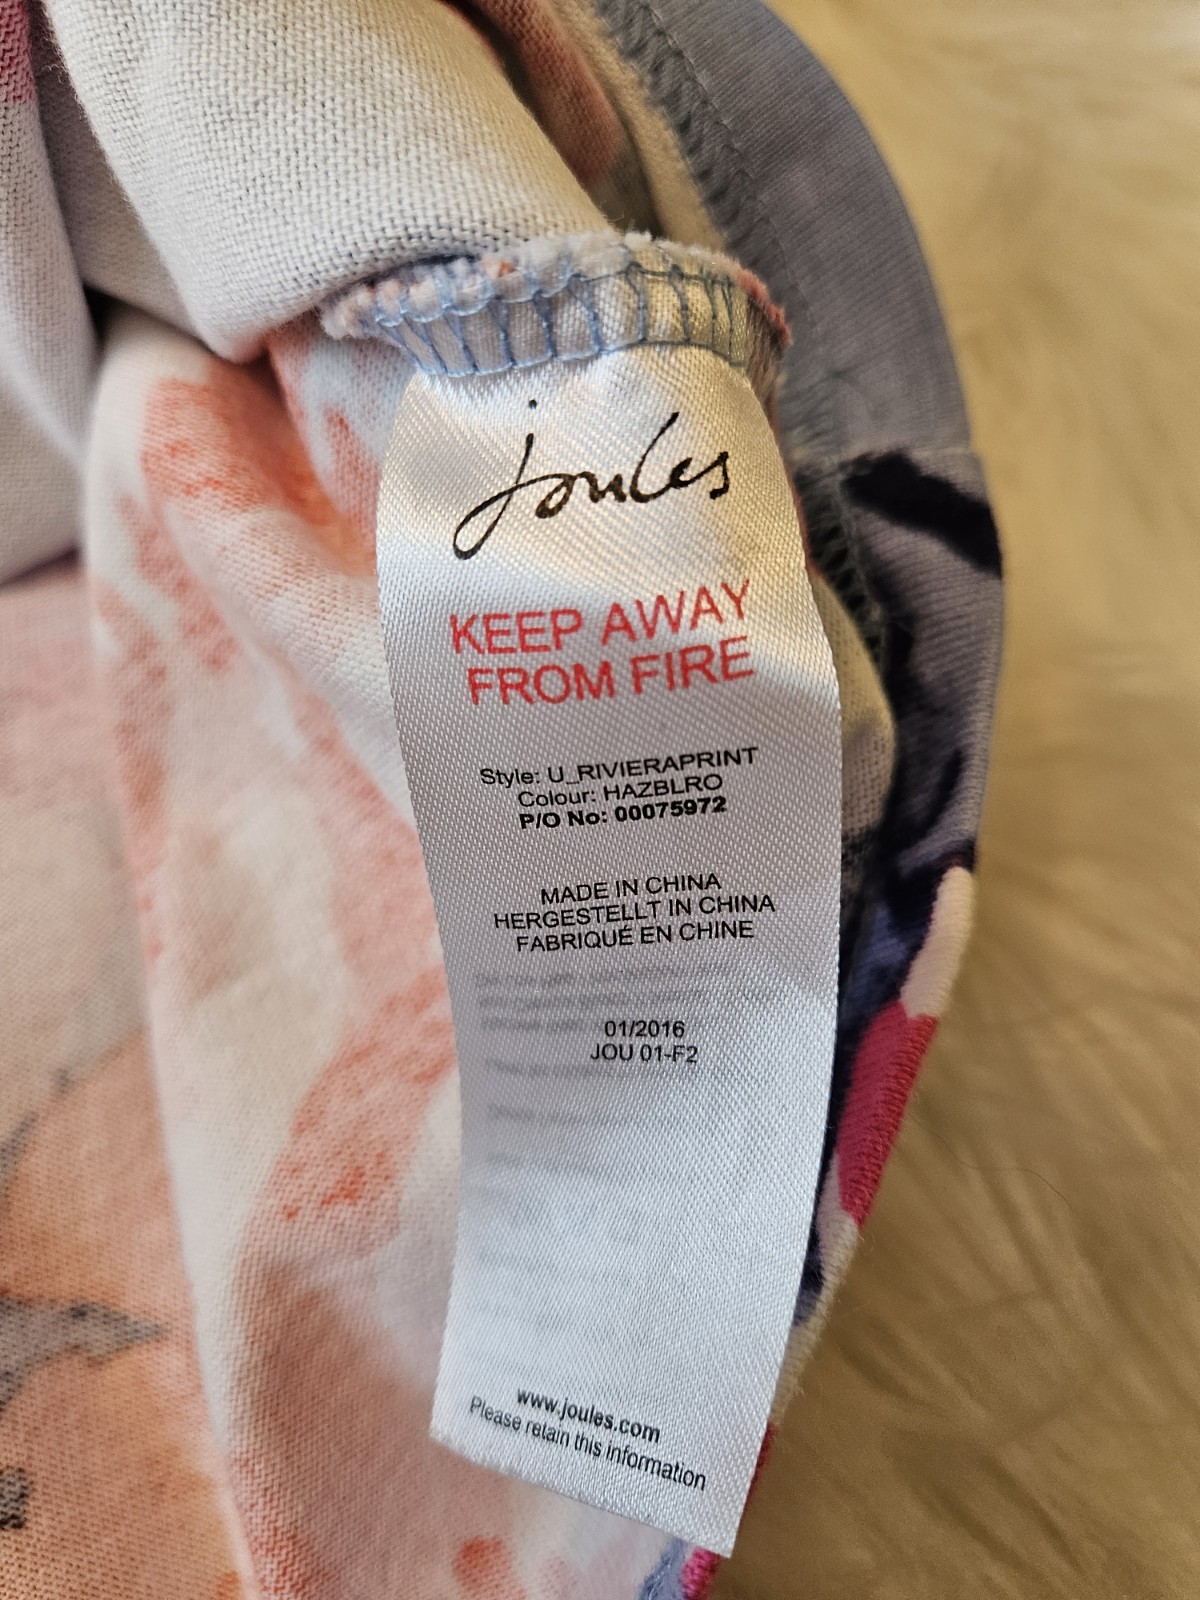 joules
KEEP AWAY
FROM FIRE
Style: U_RIVIERAPRINT
Colour: HAZBLRO
P/O No: 00075972
MADE IN CHINA
HERGESTELLT IN CHINA
FABRIQUÉ EN CHINE
01/2016
JOU 01-F2
www.joules.com
Please retain this information